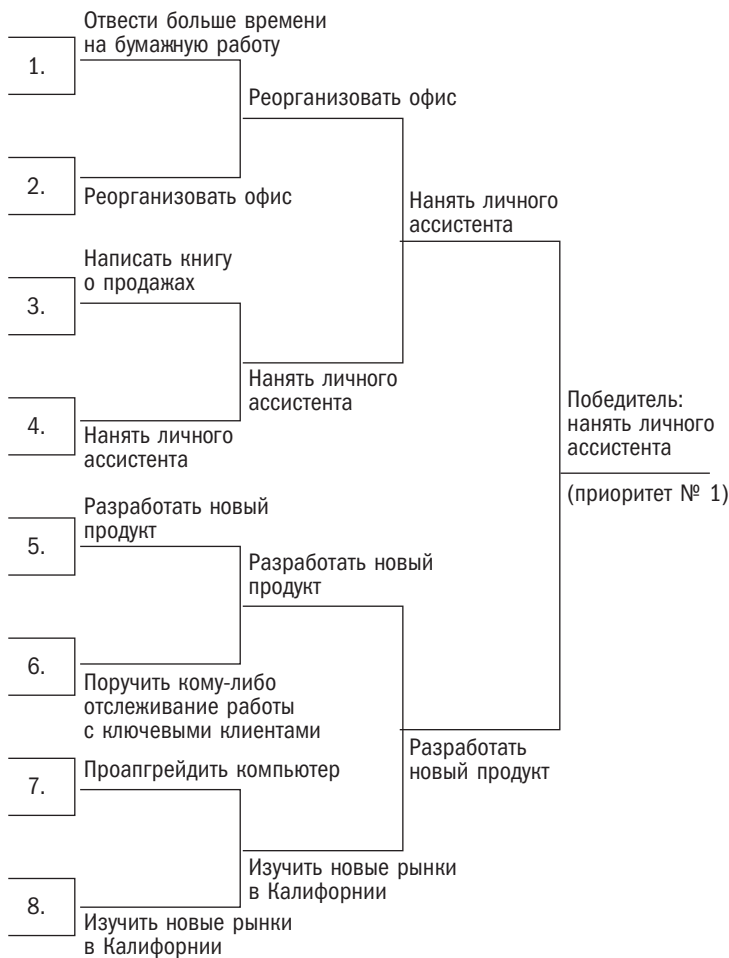 Отвести больше времени
на бумажную работу
1.
Реорганизовать офис
2.
Реорганизовать офис
Нанять личного
ассистента
Написать книгу
о продажах
3.
Нанять личного
ассистента
4.
Нанять личного
ассистента
Победитель:
нанять личного
ассистента
(приоритет № 1)
Разработать новый
продукт
5.
Разработать новый
продукт
6.
Поручить кому-либо
отслеживание работы
с ключевыми клиентами
Разработать
новый продукт
7.
Проапгрейдить компьютер
Изучить новые рынки
в Калифорнии
8.
Изучить новые рынки
в Калифорнии